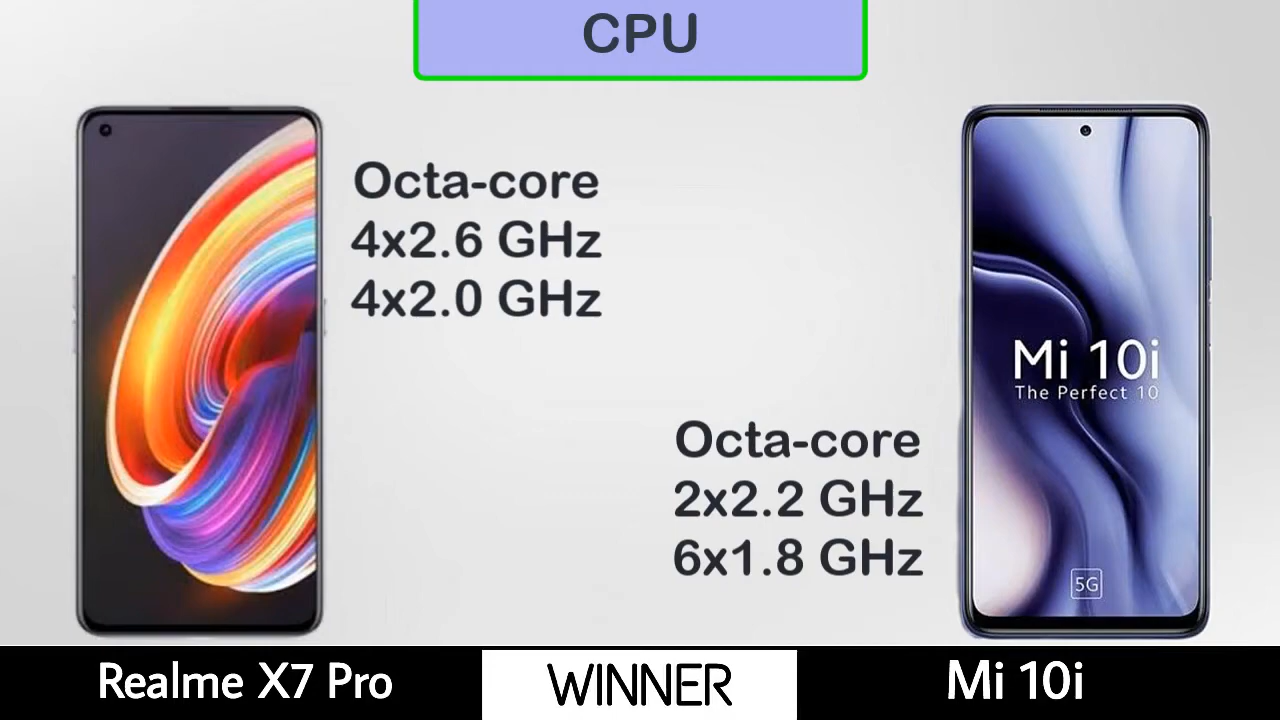 CPU
Octa-core
4x2.6 GHz
4x2.0 GHz
Mi 10i
The Perfect 10
Octa-core
2x2.2 GHz
6x1.8 GHz
5G
Realme X7 Pro
WINNER
Mi 10i